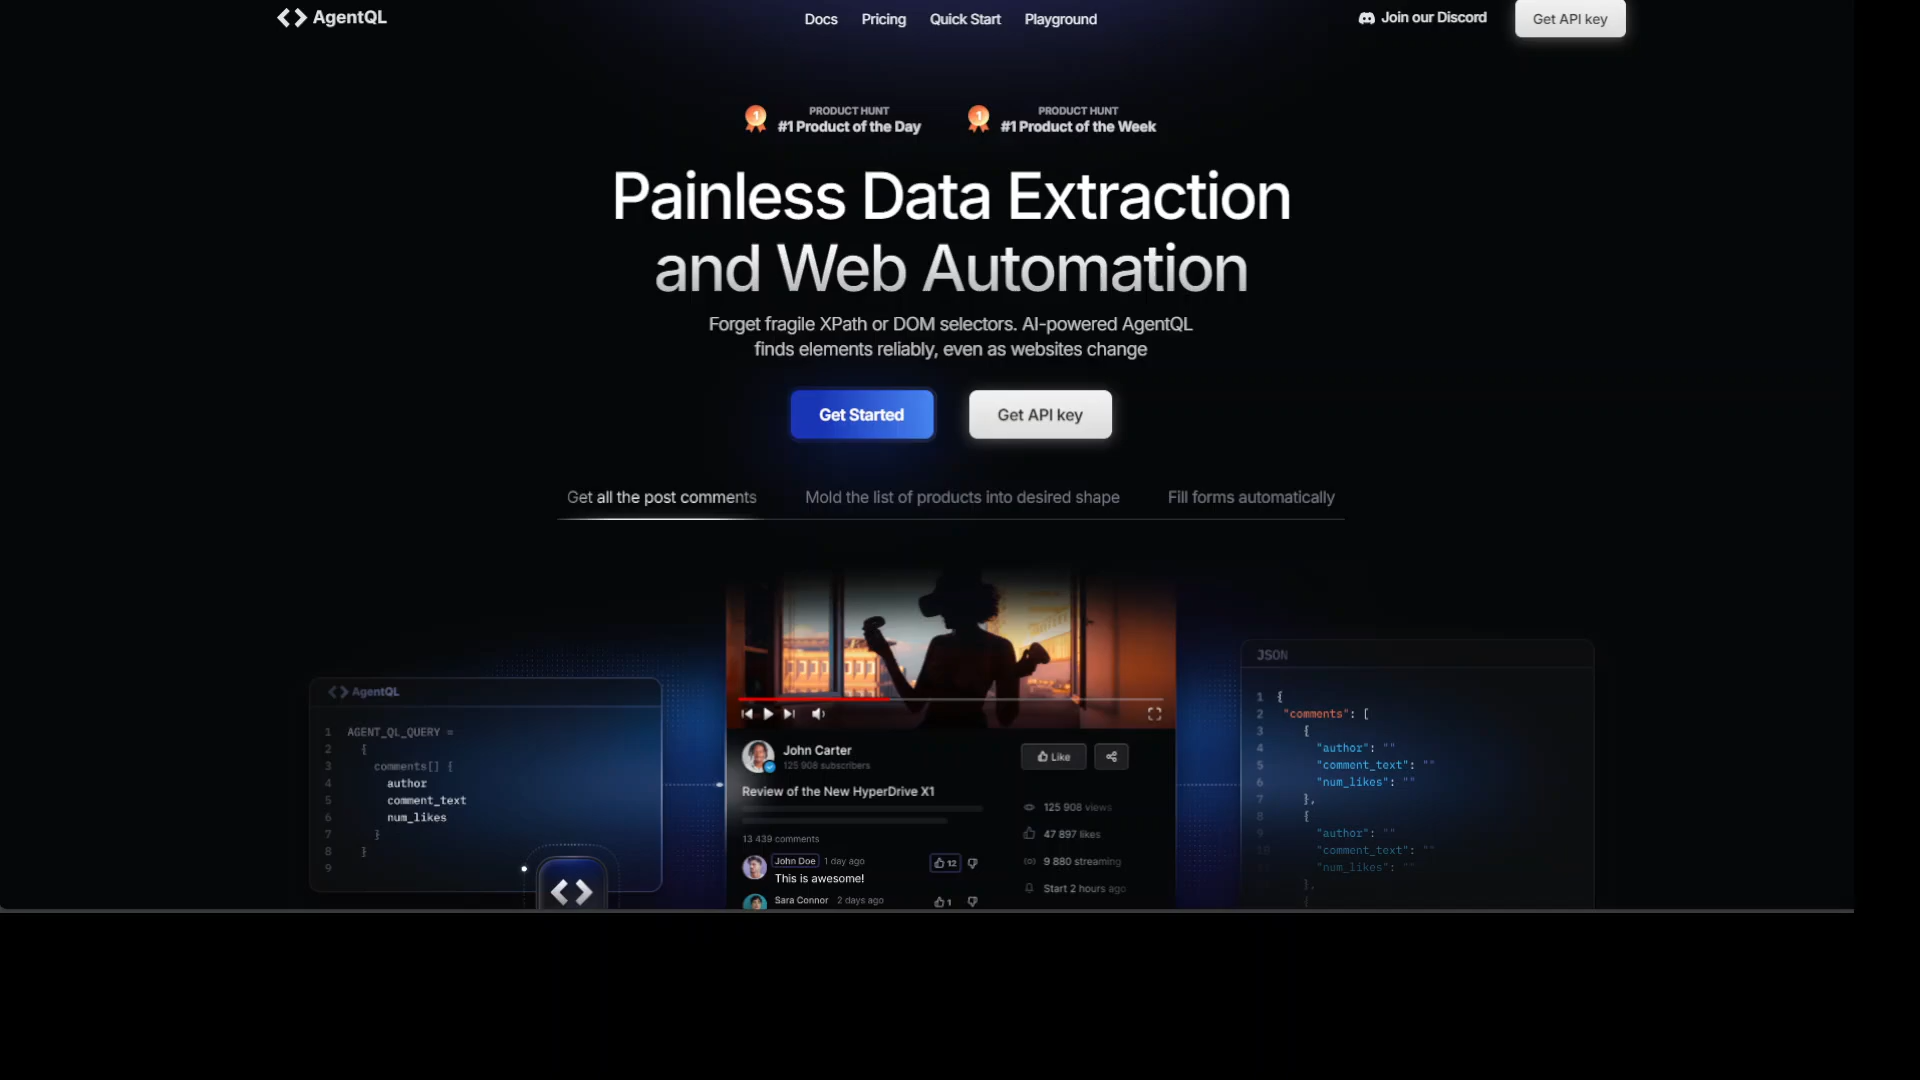 AgentQL
Docs
Pricing
Quick Start
Playground
Join our Discord
Get API key
PRODUCT HUNT
#1 Product of the Day
PRODUCT HUNT
#1 Product of the Week
Painless Data Extraction
and Web Automation
Forget fragile XPath or DOM selectors. AI-powered AgentQL
finds elements reliably, even as websites change
Get Started
Get API key
Get all the post comments
Mold the list of products into desired shape
Fill forms automatically
AgentQL
1 AGENT_QL_QUERY =
2 {
3 comments[] {
4 author
5 comment_text
6 num_likes
7 }
8 }
9
John Carter
125 908 subscribers
Like
Review of the New HyperDrive X1
125 908 views
47 897 likes
9 880 streaming
Start 2 hours ago
13 439 comments
John Doe 1 day ago
12
This is awesome!
Sara Connor 2 days ago
1
JSON
1 {
2 "comments": [
3 {
4 "author": ""
5 "comment_text": ""
6 "num_likes": ""
7 },
8 {
9 "author": ""
10 "comment_text": ""
"num_likes": ""
},
{